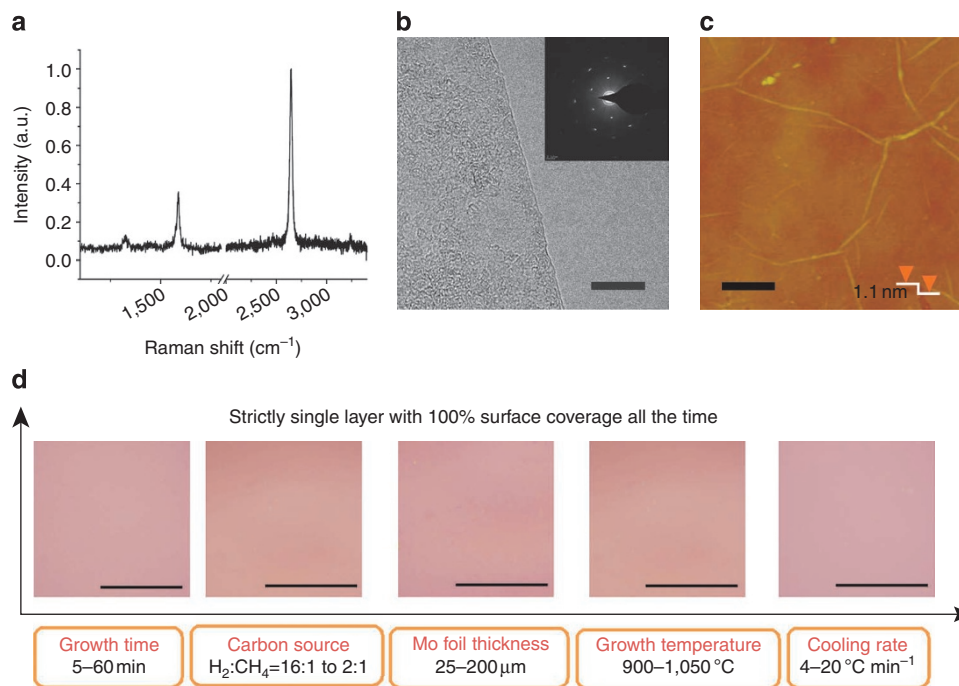 a
Intensity (a.u.)
1.0
0.8
0.6
0.4
0.2
0.0
1,500
2,000
2,500
3,000
Raman shift (cm⁻¹)
b
c
1.1 nm
d
Strictly single layer with 100% surface coverage all the time
Growth time
5–60 min
Carbon source
H₂:CH₄=16:1 to 2:1
Mo foil thickness
25–200 μm
Growth temperature
900–1,050 °C
Cooling rate
4–20 °C min⁻¹